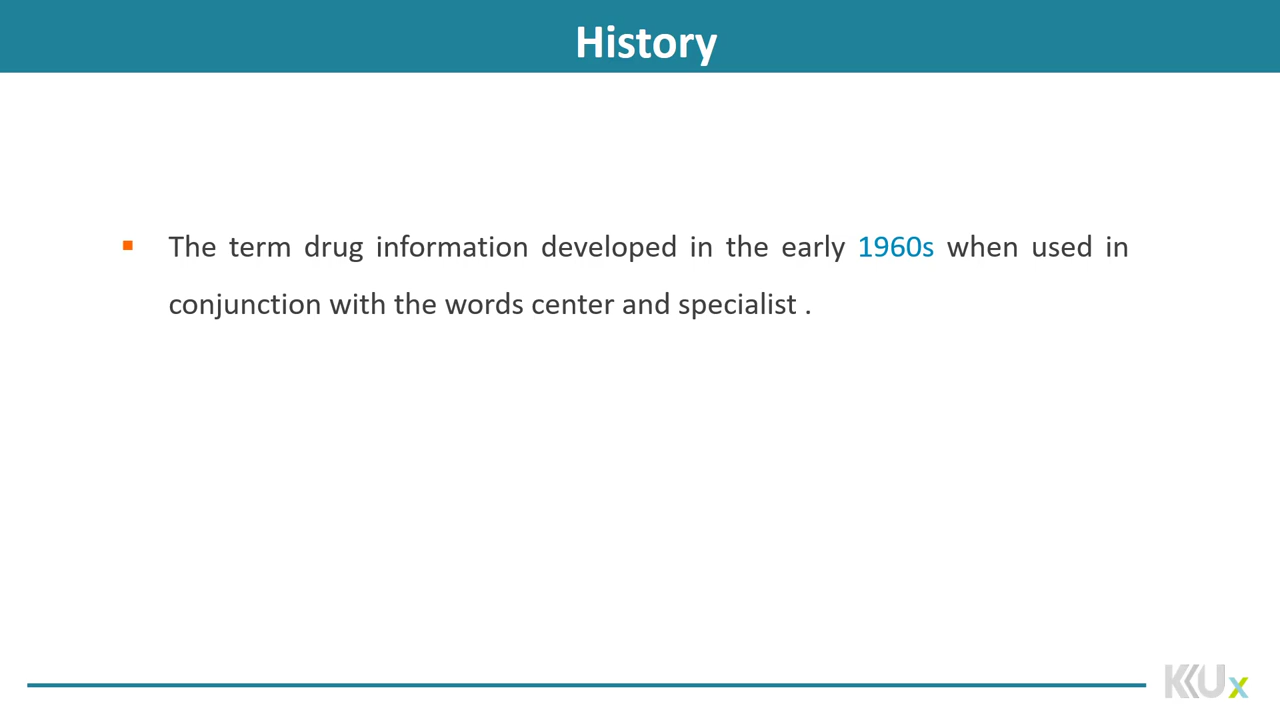 History
▪ The term drug information developed in the early 1960s when used in
conjunction with the words center and specialist .
KKUx